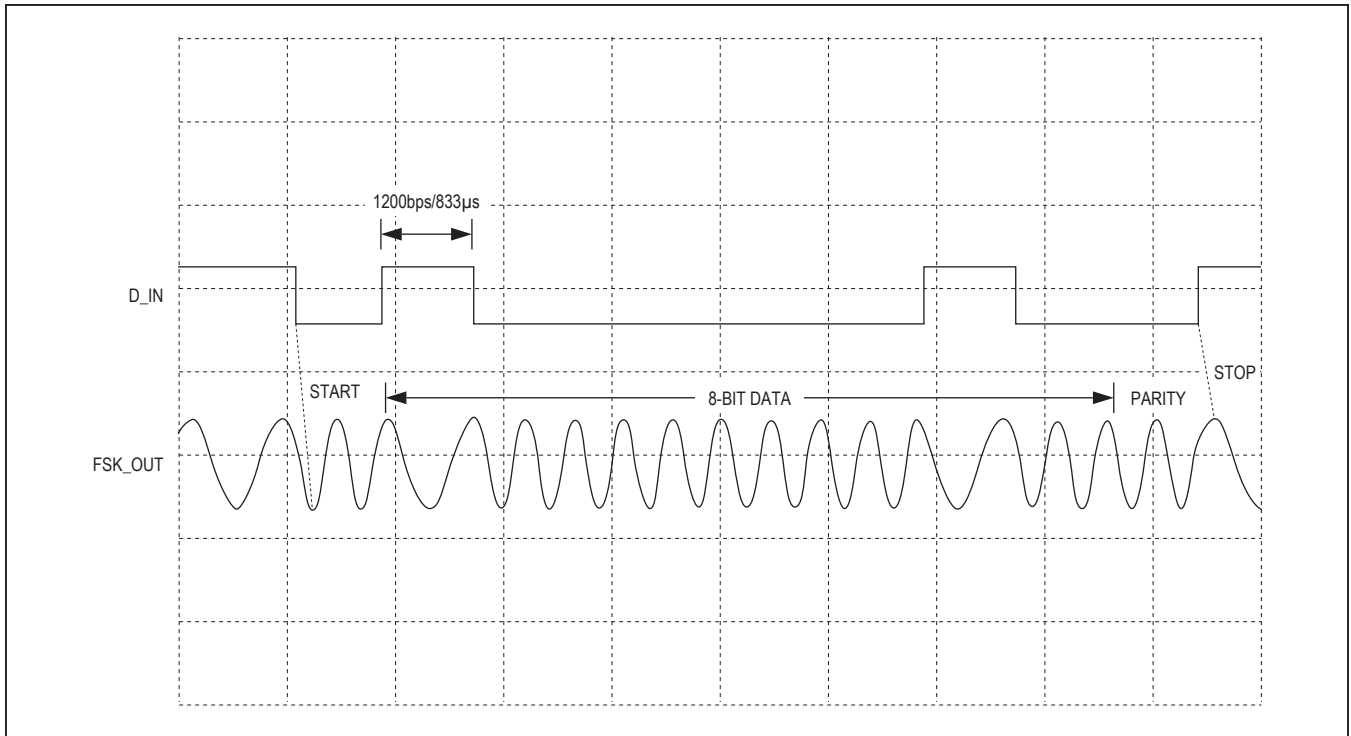 1200bps/833µs
D_IN
START
8-BIT DATA
PARITY
STOP
FSK_OUT